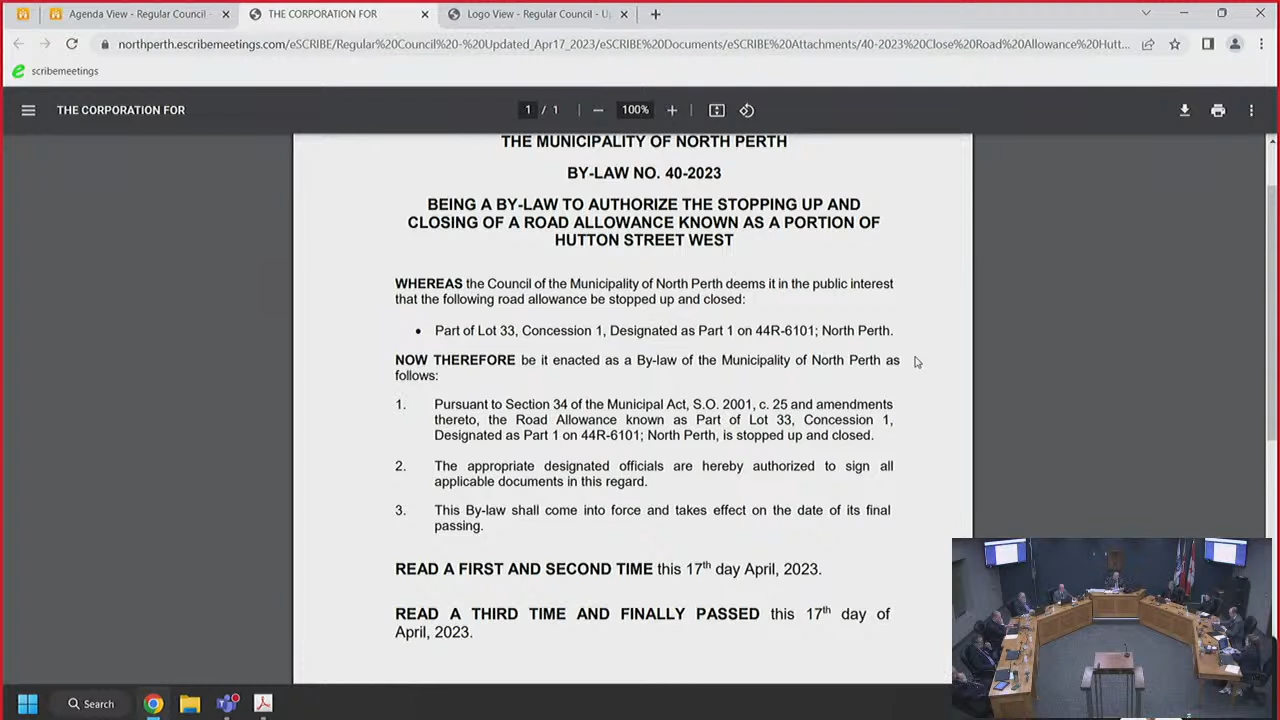 Agenda View - Regular Council -
THE CORPORATION FOR
Logo View - Regular Council - U
northperth.escribemeetings.com/eSCRIBE/Regular%20Council%20-%20Updated_Apr17_2023/eSCRIBE%20Documents/eSCRIBE%20Attachments/40-2023%20Close%20Road%20Allowance%20Hutt...
scribemeetings
THE CORPORATION FOR
1 / 1
100%
THE MUNICIPALITY OF NORTH PERTH
BY-LAW NO. 40-2023
BEING A BY-LAW TO AUTHORIZE THE STOPPING UP AND
CLOSING OF A ROAD ALLOWANCE KNOWN AS A PORTION OF
HUTTON STREET WEST
WHEREAS the Council of the Municipality of North Perth deems it in the public interest
that the following road allowance be stopped up and closed:
• Part of Lot 33, Concession 1, Designated as Part 1 on 44R-6101; North Perth.
NOW THEREFORE be it enacted as a By-law of the Municipality of North Perth as
follows:
1. Pursuant to Section 34 of the Municipal Act, S.O. 2001, c. 25 and amendments
thereto, the Road Allowance known as Part of Lot 33, Concession 1,
Designated as Part 1 on 44R-6101; North Perth, is stopped up and closed.
2. The appropriate designated officials are hereby authorized to sign all
applicable documents in this regard.
3. This By-law shall come into force and takes effect on the date of its final
passing.
READ A FIRST AND SECOND TIME this 17th day April, 2023.
READ A THIRD TIME AND FINALLY PASSED this 17th day of
April, 2023.
Search